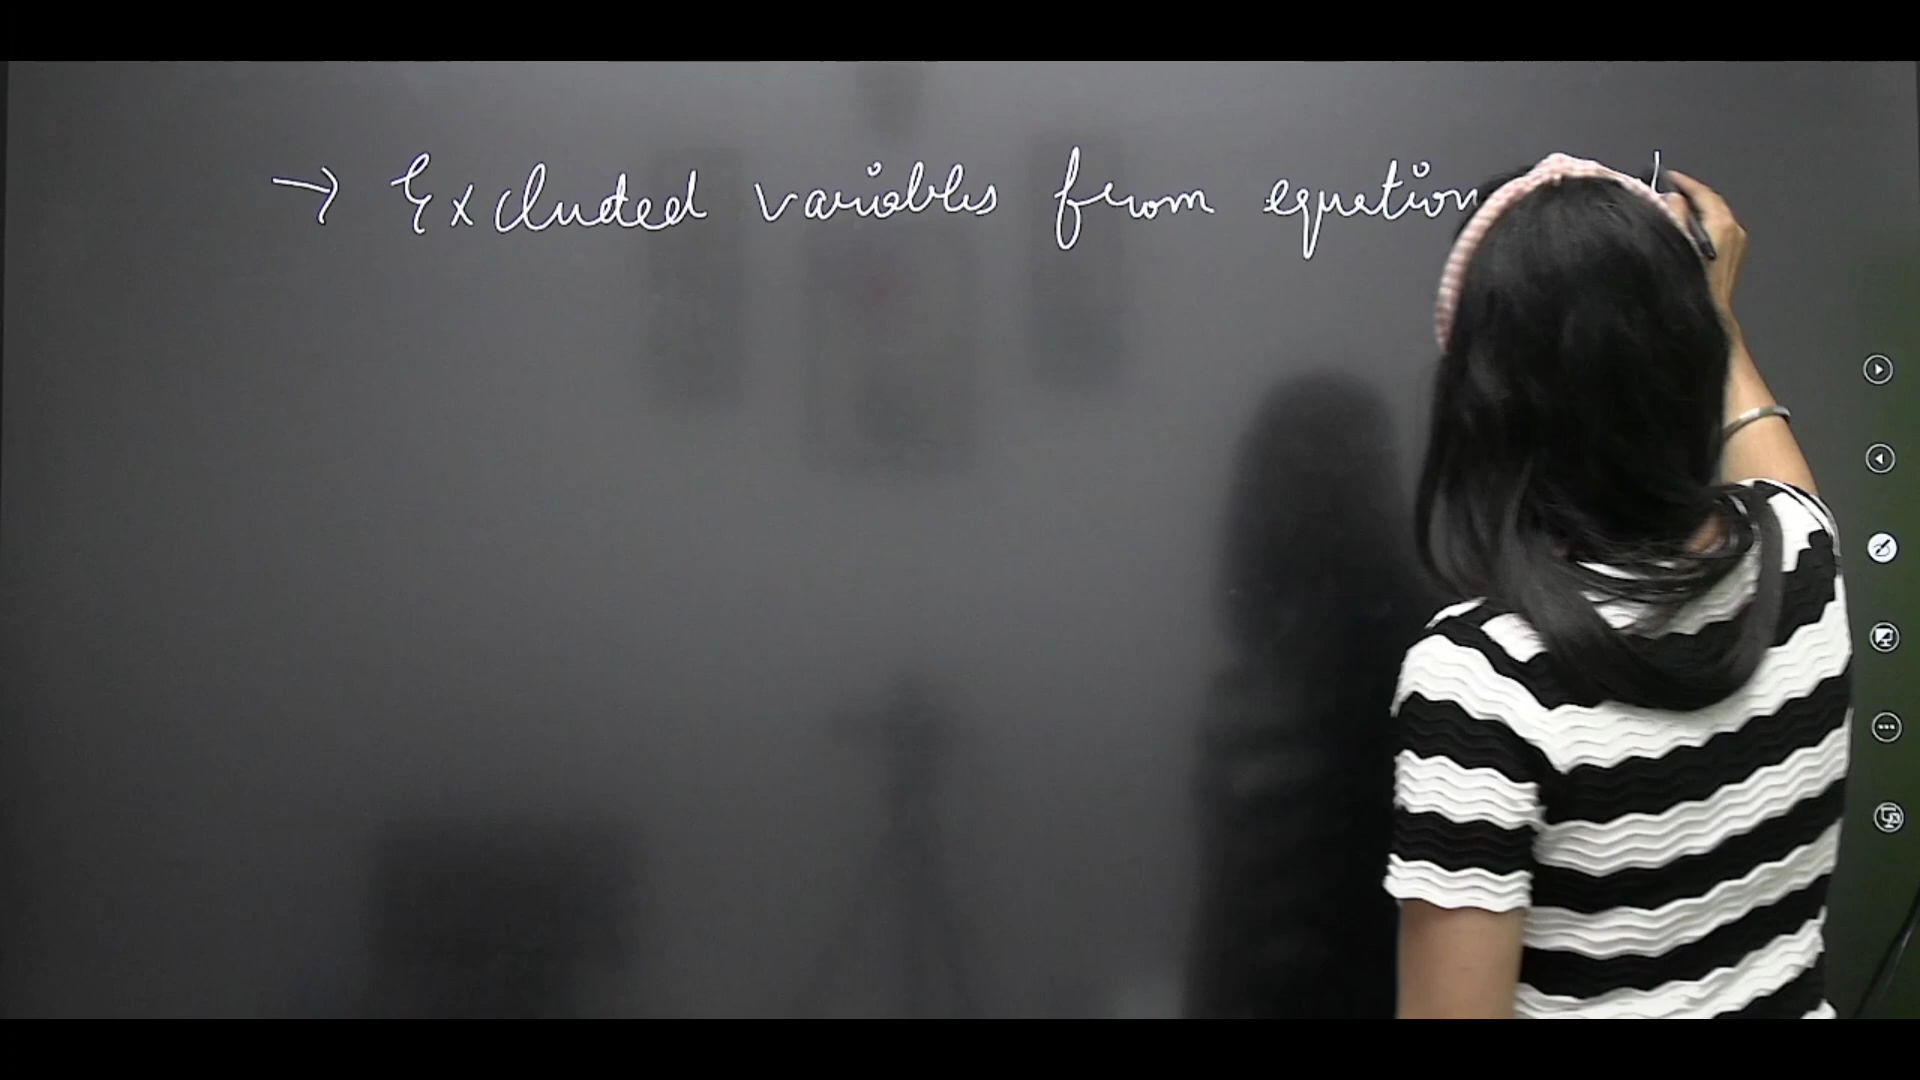 → Excluded variables from equation